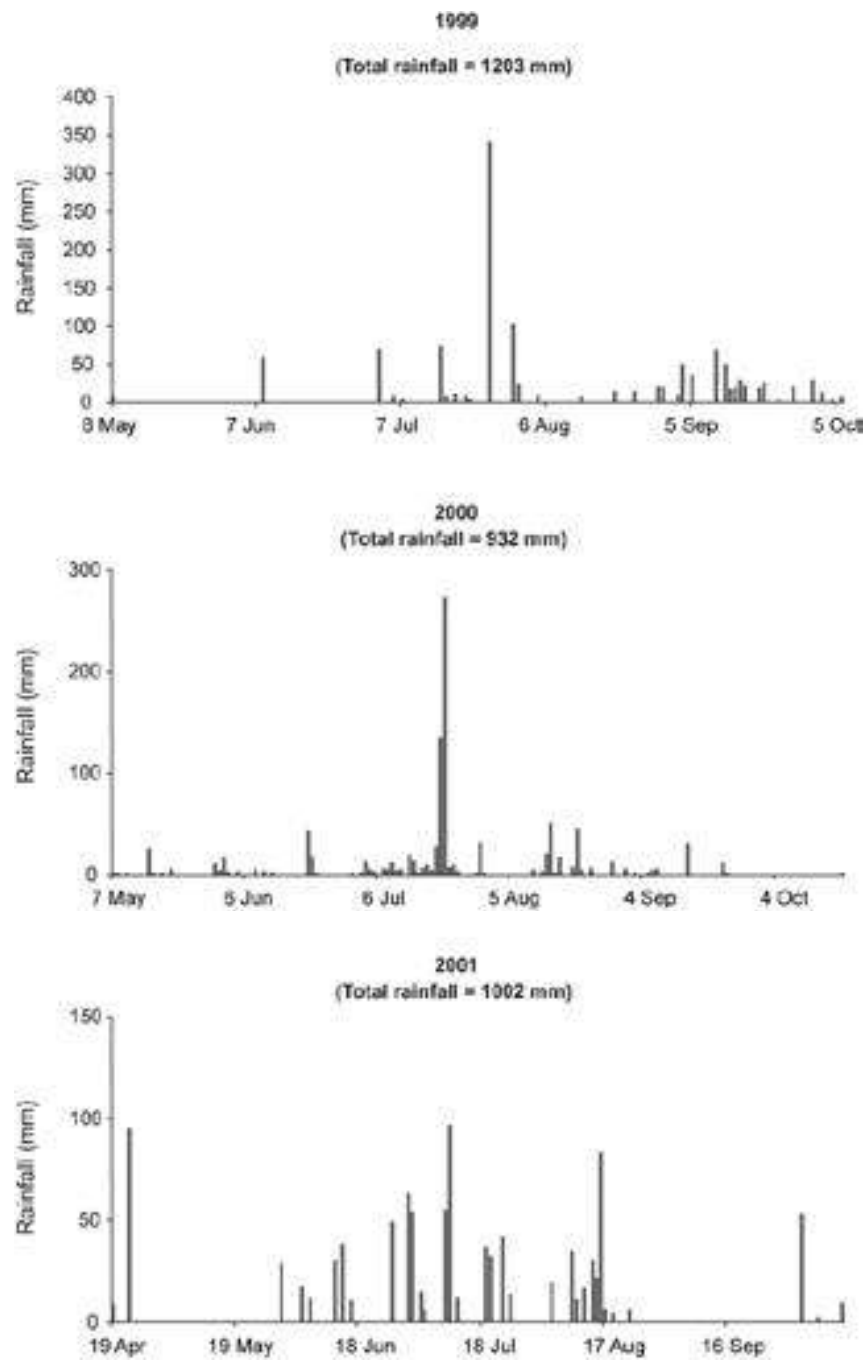 1999
(Total rainfall = 1203 mm)
400
350
300
250
200
150
100
50
0
Rainfall (mm)
8 May
7 Jun
7 Jul
6 Aug
5 Sep
5 Oct
2000
(Total rainfall = 932 mm)
300
200
100
0
Rainfall (mm)
7 May
6 Jun
6 Jul
5 Aug
4 Sep
4 Oct
2001
(Total rainfall = 1002 mm)
150
100
50
0
Rainfall (mm)
19 Apr
19 May
18 Jun
18 Jul
17 Aug
16 Sep